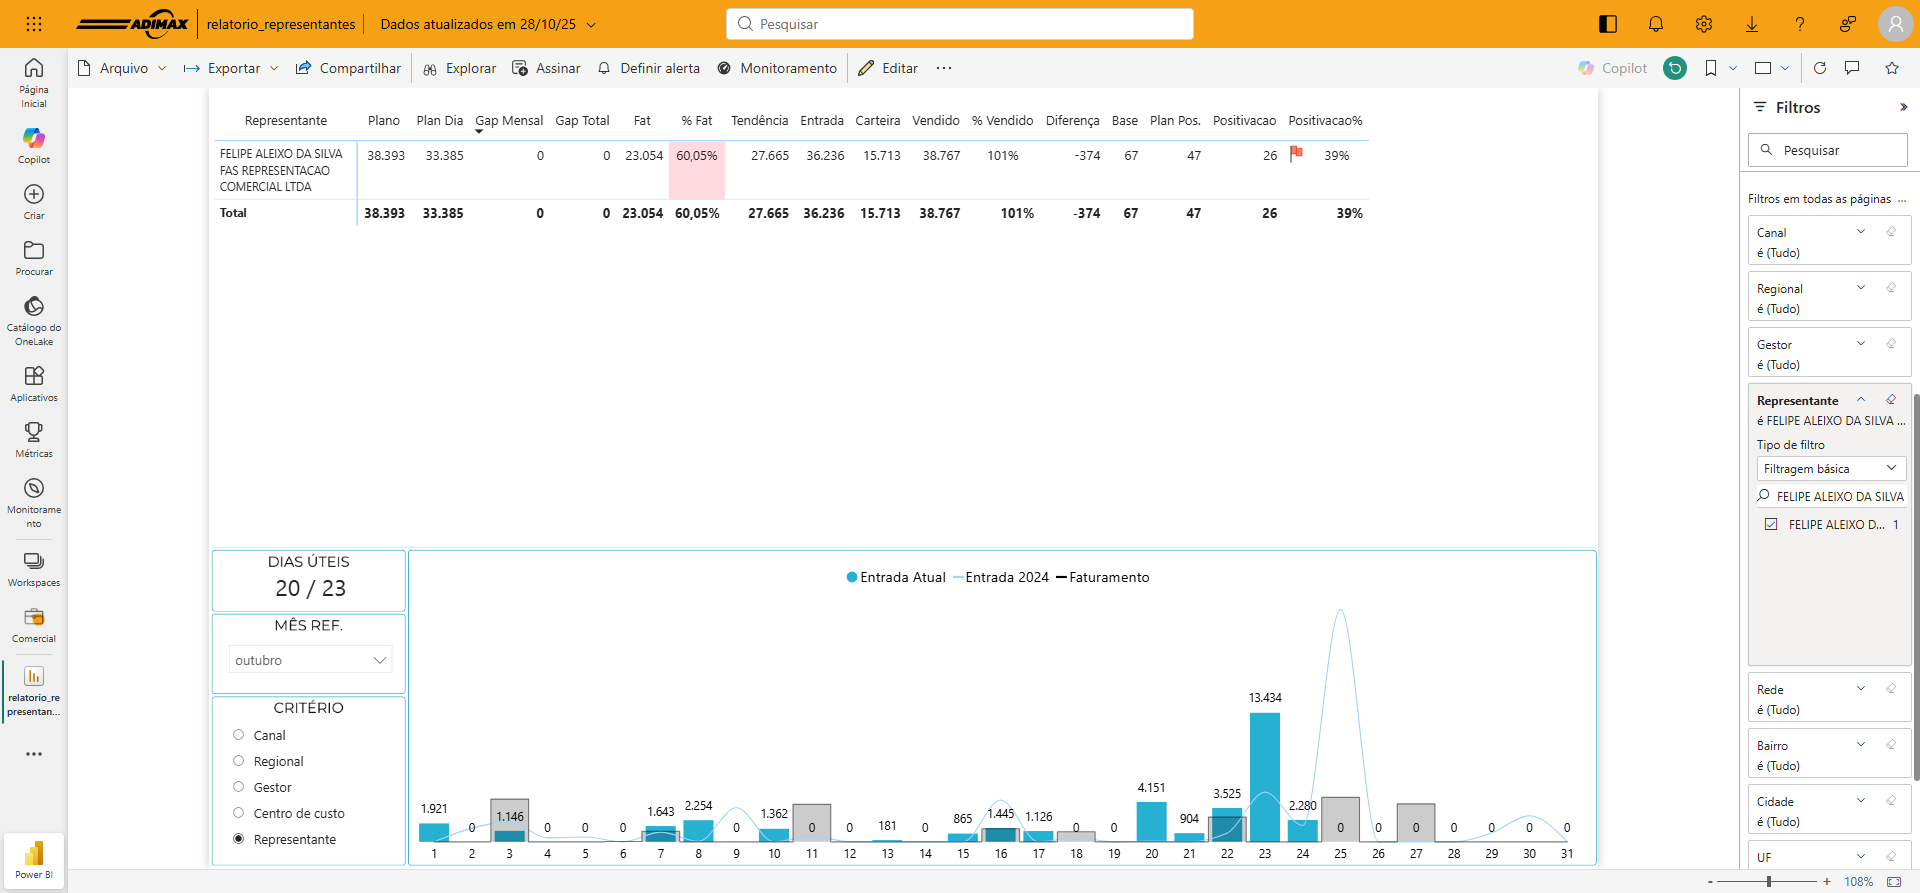 ADIMAX
relatorio_representantes
Dados atualizados em 28/10/25
Pesquisar
Arquivo
Exportar
Compartilhar
Explorar
Assinar
Definir alerta
Monitoramento
Editar
Copilot
Página
Inicial
Copilot
Criar
Procurar
Catálogo do
OneLake
Aplicativos
Métricas
Monitorame
nto
Workspaces
Comercial
relatorio_re
presentan...
Power BI
Representante Plano Plan Dia Gap Mensal Gap Total Fat % Fat Tendência Entrada Carteira Vendido % Vendido Diferença Base Plan Pos. Positivacao Positivacao%
FELIPE ALEIXO DA SILVA 38.393 33.385 0 0 23.054 60,05% 27.665 36.236 15.713 38.767 101% -374 67 47 26 39%
FAS REPRESENTACAO
COMERCIAL LTDA
Total 38.393 33.385 0 0 23.054 60,05% 27.665 36.236 15.713 38.767 101% -374 67 47 26 39%
DIAS ÚTEIS
20 / 23
MÊS REF.
outubro
CRITÉRIO
Canal
Regional
Gestor
Centro de custo
Representante
Entrada Atual Entrada 2024 Faturamento
1.921 0 1.146 0 0 0 1.643 2.254 0 1.362 0 0 181 0 865 1.445 1.126 0 0 4.151 904 3.525 13.434 2.280 0 0 0 0 0 0 0
1 2 3 4 5 6 7 8 9 10 11 12 13 14 15 16 17 18 19 20 21 22 23 24 25 26 27 28 29 30 31
Filtros
Pesquisar
Filtros em todas as páginas ...
Canal
é (Tudo)
Regional
é (Tudo)
Gestor
é (Tudo)
Representante
é FELIPE ALEIXO DA SILVA ...
Tipo de filtro
Filtragem básica
FELIPE ALEIXO DA SILVA
FELIPE ALEIXO D... 1
Rede
é (Tudo)
Bairro
é (Tudo)
Cidade
é (Tudo)
UF
- + 108%